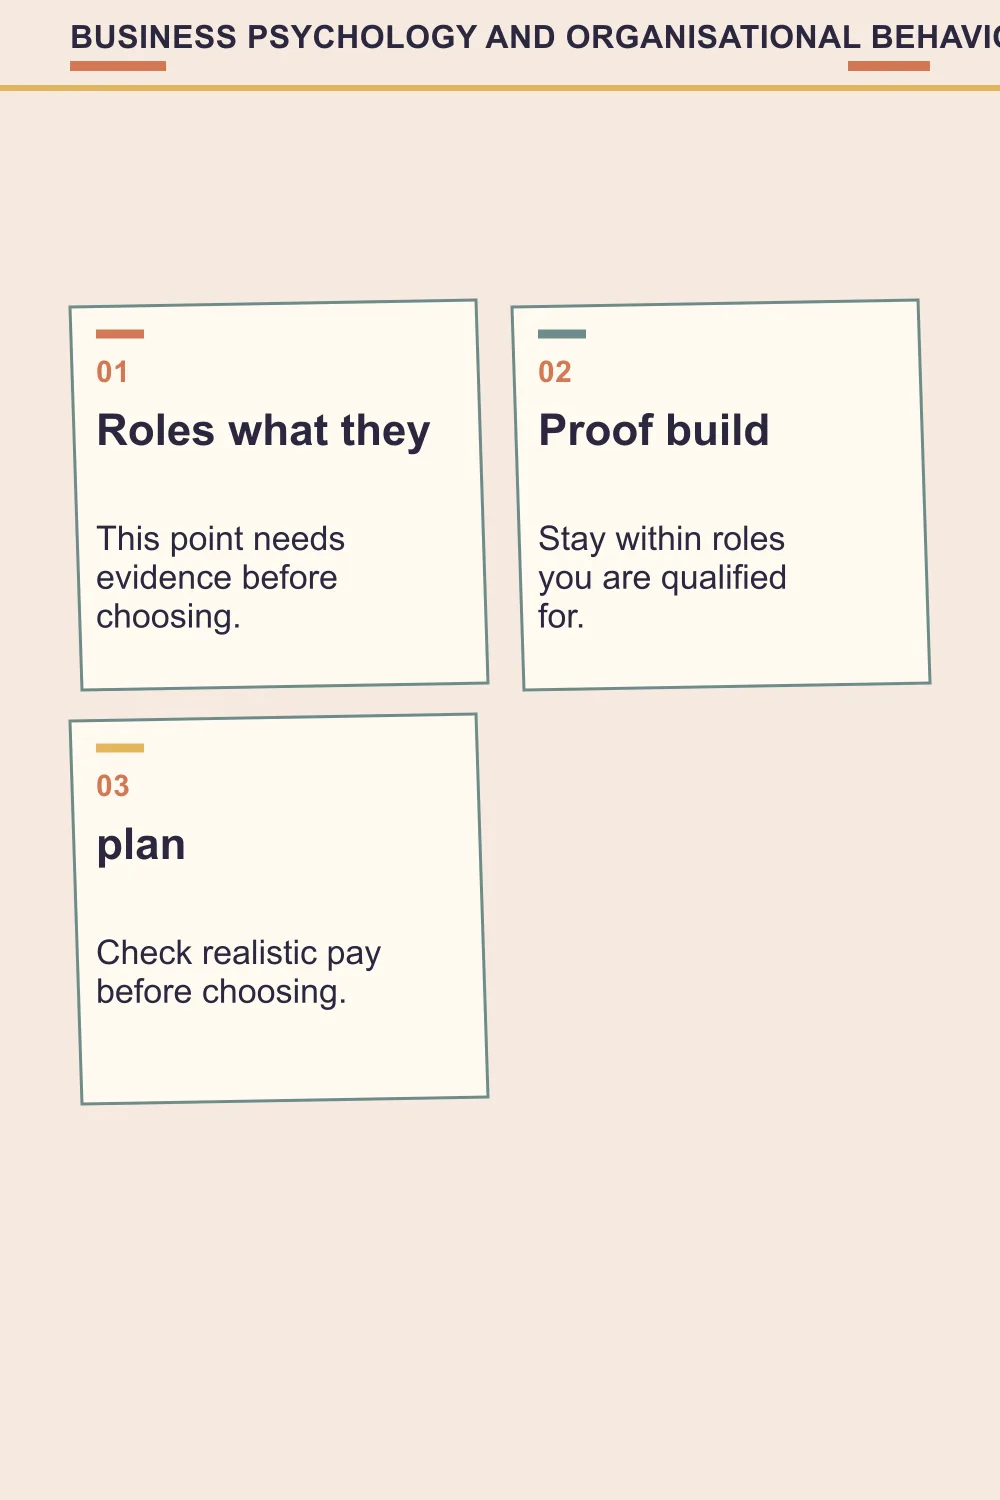 BUSINESS PSYCHOLOGY AND ORGANISATIONAL
01
Roles what they
This point needs
evidence before
choosing.
02
Proof build
Stay within roles
you are qualified
for.
03
plan
Check realistic pay
before choosing.